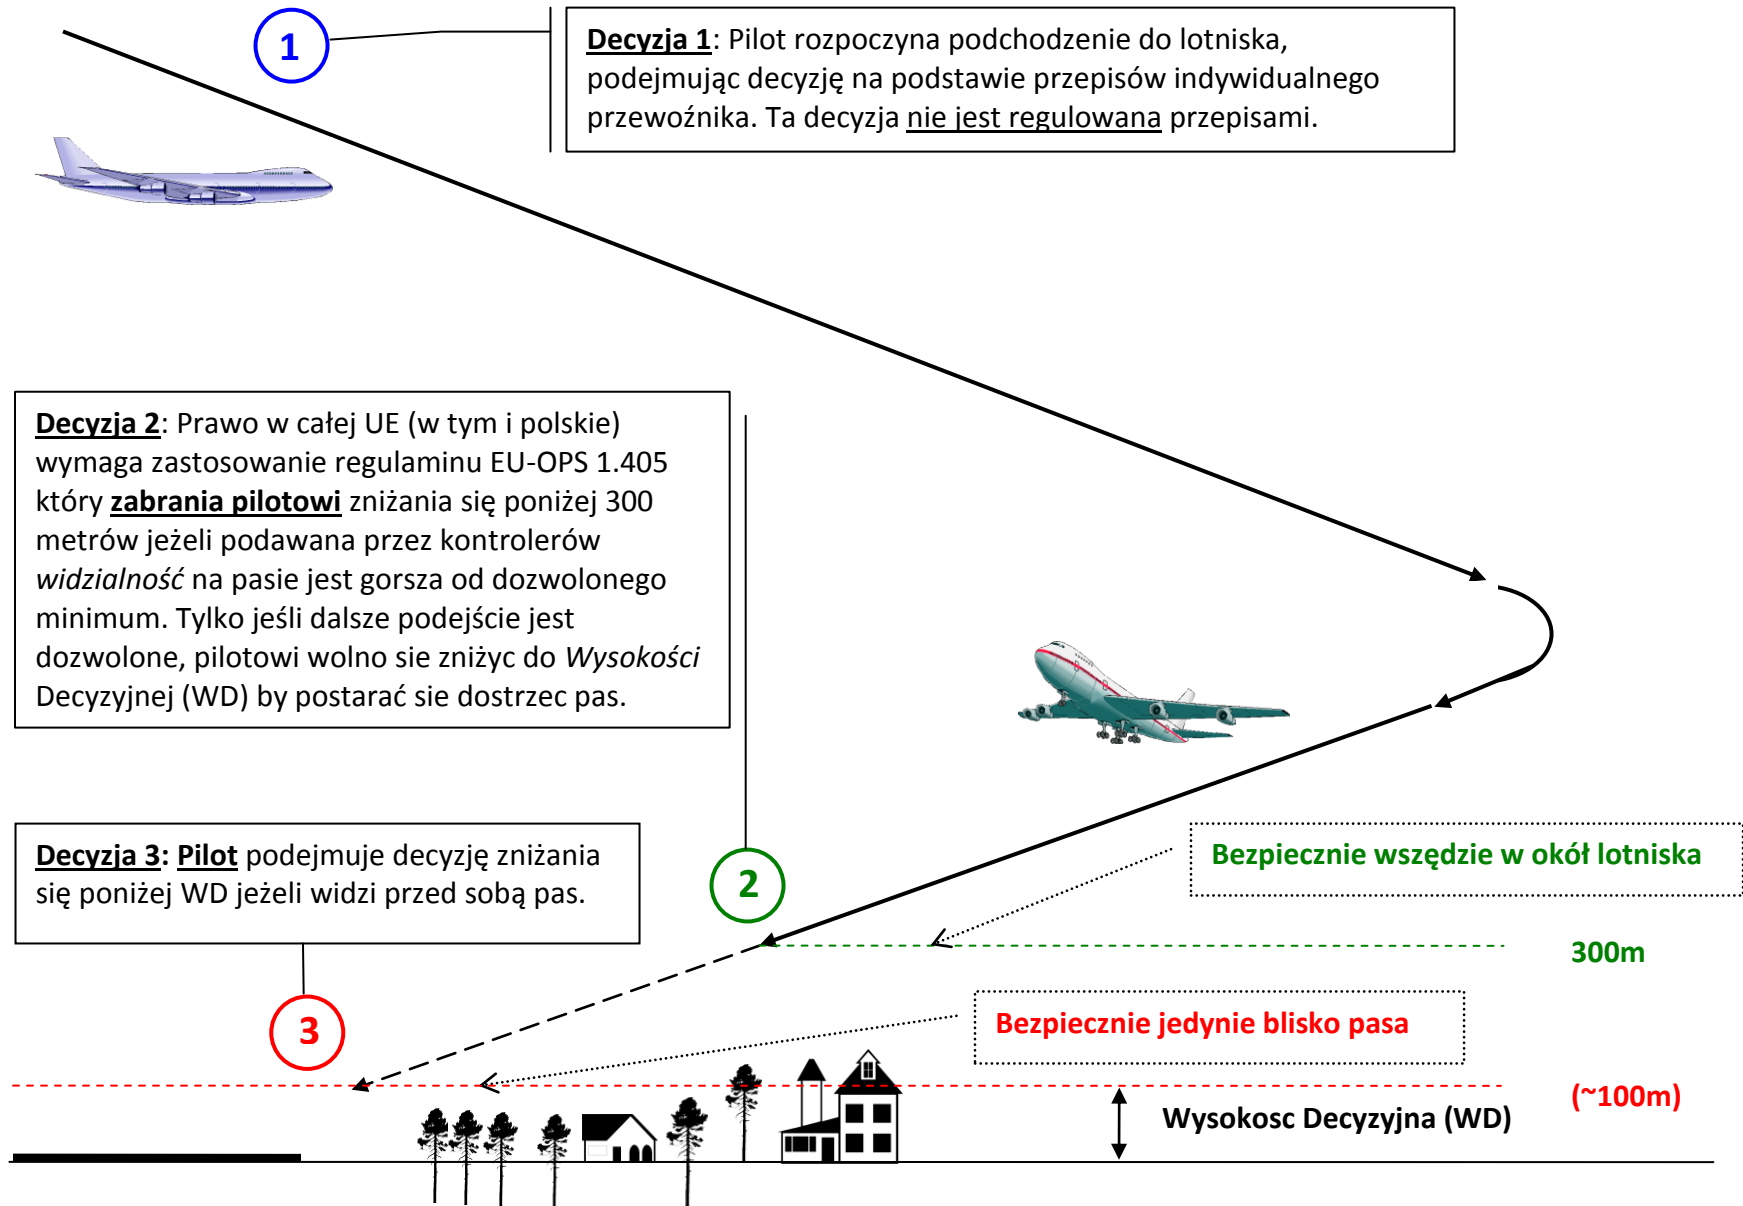 1
Decyzja 1: Pilot rozpoczyna podchodzenie do lotniska,
podejmując decyzję na podstawie przepisów indywidualnego
przewoźnika. Ta decyzja nie jest regulowana przepisami.
Decyzja 2: Prawo w całej UE (w tym i polskie)
wymaga zastosowanie regulaminu EU-OPS 1.405
który zabrania pilotowi zniżania się poniżej 300
metrów jeżeli podawana przez kontrolerów
widzialność na pasie jest gorsza od dozwolonego
minimum. Tylko jeśli dalsze podejście jest
dozwolone, pilotowi wolno sie zniżyc do Wysokości
Decyzyjnej (WD) by postarać sie dostrzec pas.
Decyzja 3: Pilot podejmuje decyzję zniżania
się poniżej WD jeżeli widzi przed sobą pas.
2
Bezpiecznie wszędzie w okół lotniska
300m
3
Bezpiecznie jedynie blisko pasa
(~100m)
Wysokosc Decyzyjna (WD)